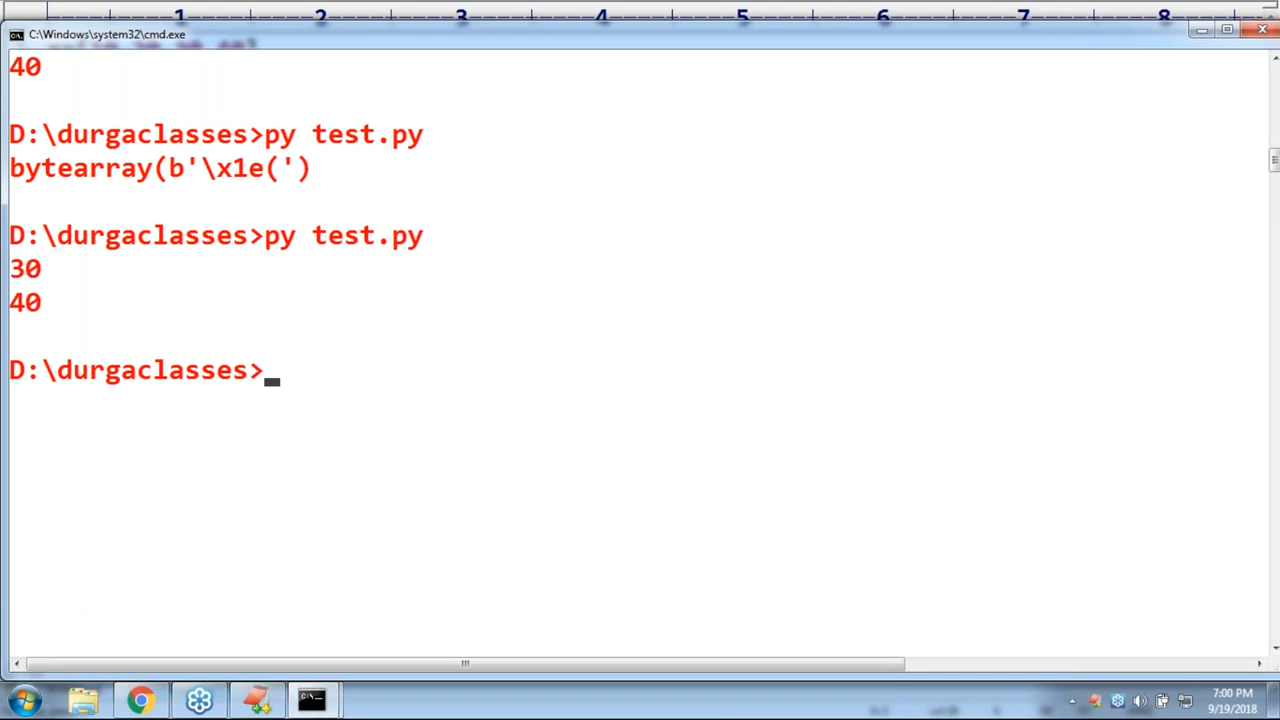 1 2 3 4 5 6 7 8
C:\Windows\system32\cmd.exe
40
D:\durgaclasses>py test.py
bytearray(b'\x1e(')
D:\durgaclasses>py test.py
30
40
D:\durgaclasses>
7:00 PM
9/19/2018